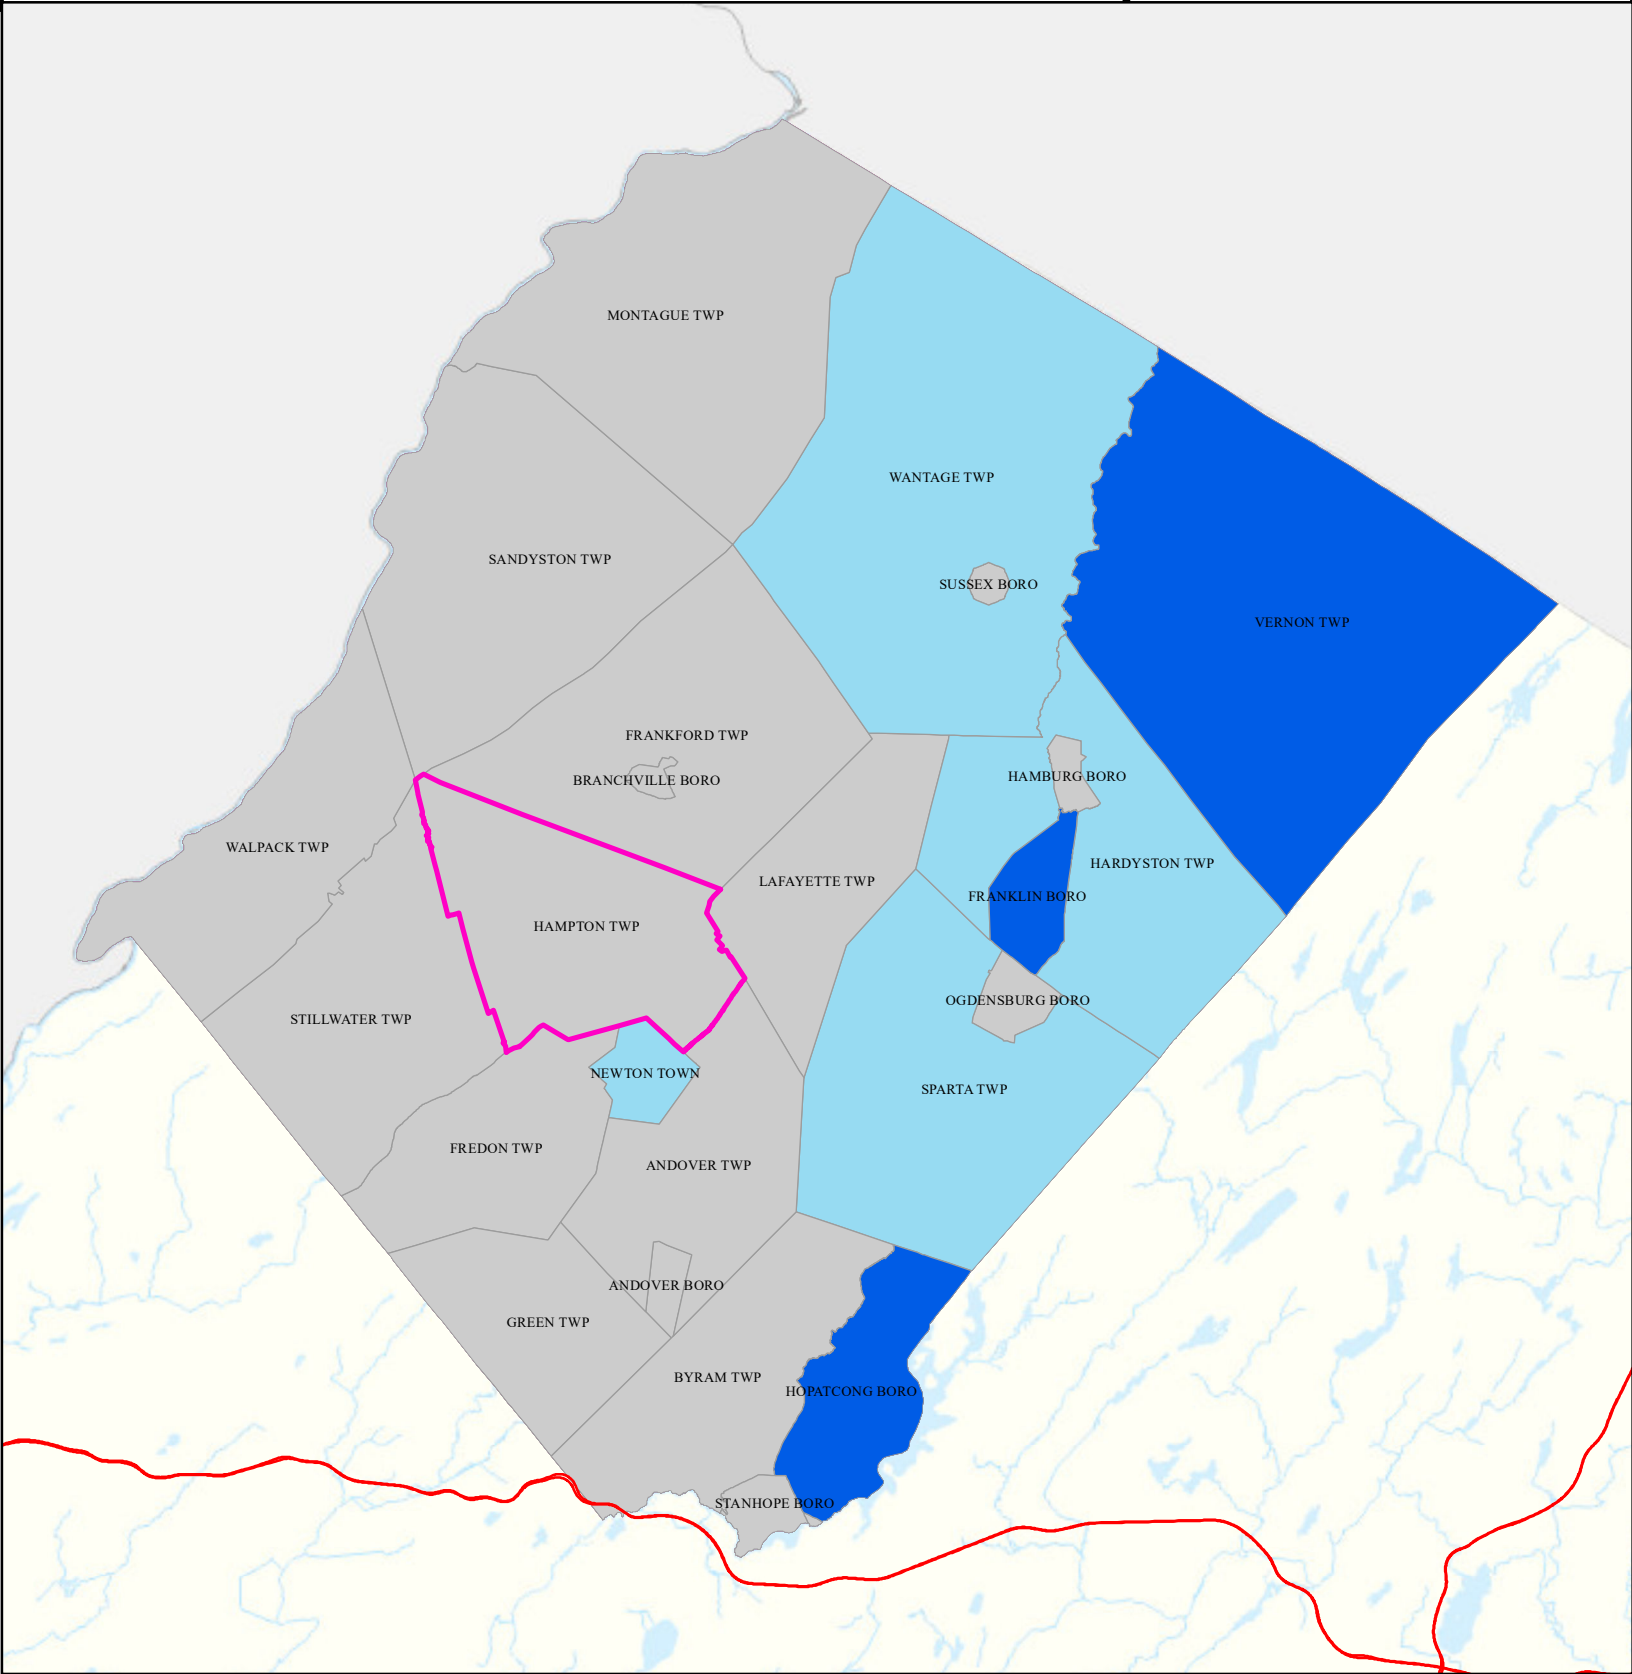 MONTAGUE TWP
WANTAGE TWP
SANDYSTON TWP
SUSSEX BORO
VERNON TWP
FRANKFORD TWP
HAMBURG BORO
BRANCHVILLE BORO
WALPACK TWP
HARDYSTON TWP
LAFAYETTE TWP
FRANKLIN BORO
HAMPTON TWP
OGDENSBURG BORO
STILLWATER TWP
NEWTON TOWN
SPARTA TWP
FREDON TWP
ANDOVER TWP
ANDOVER BORO
GREEN TWP
BYRAM TWP
HOPATCONG BORO
STANHOPE BORO